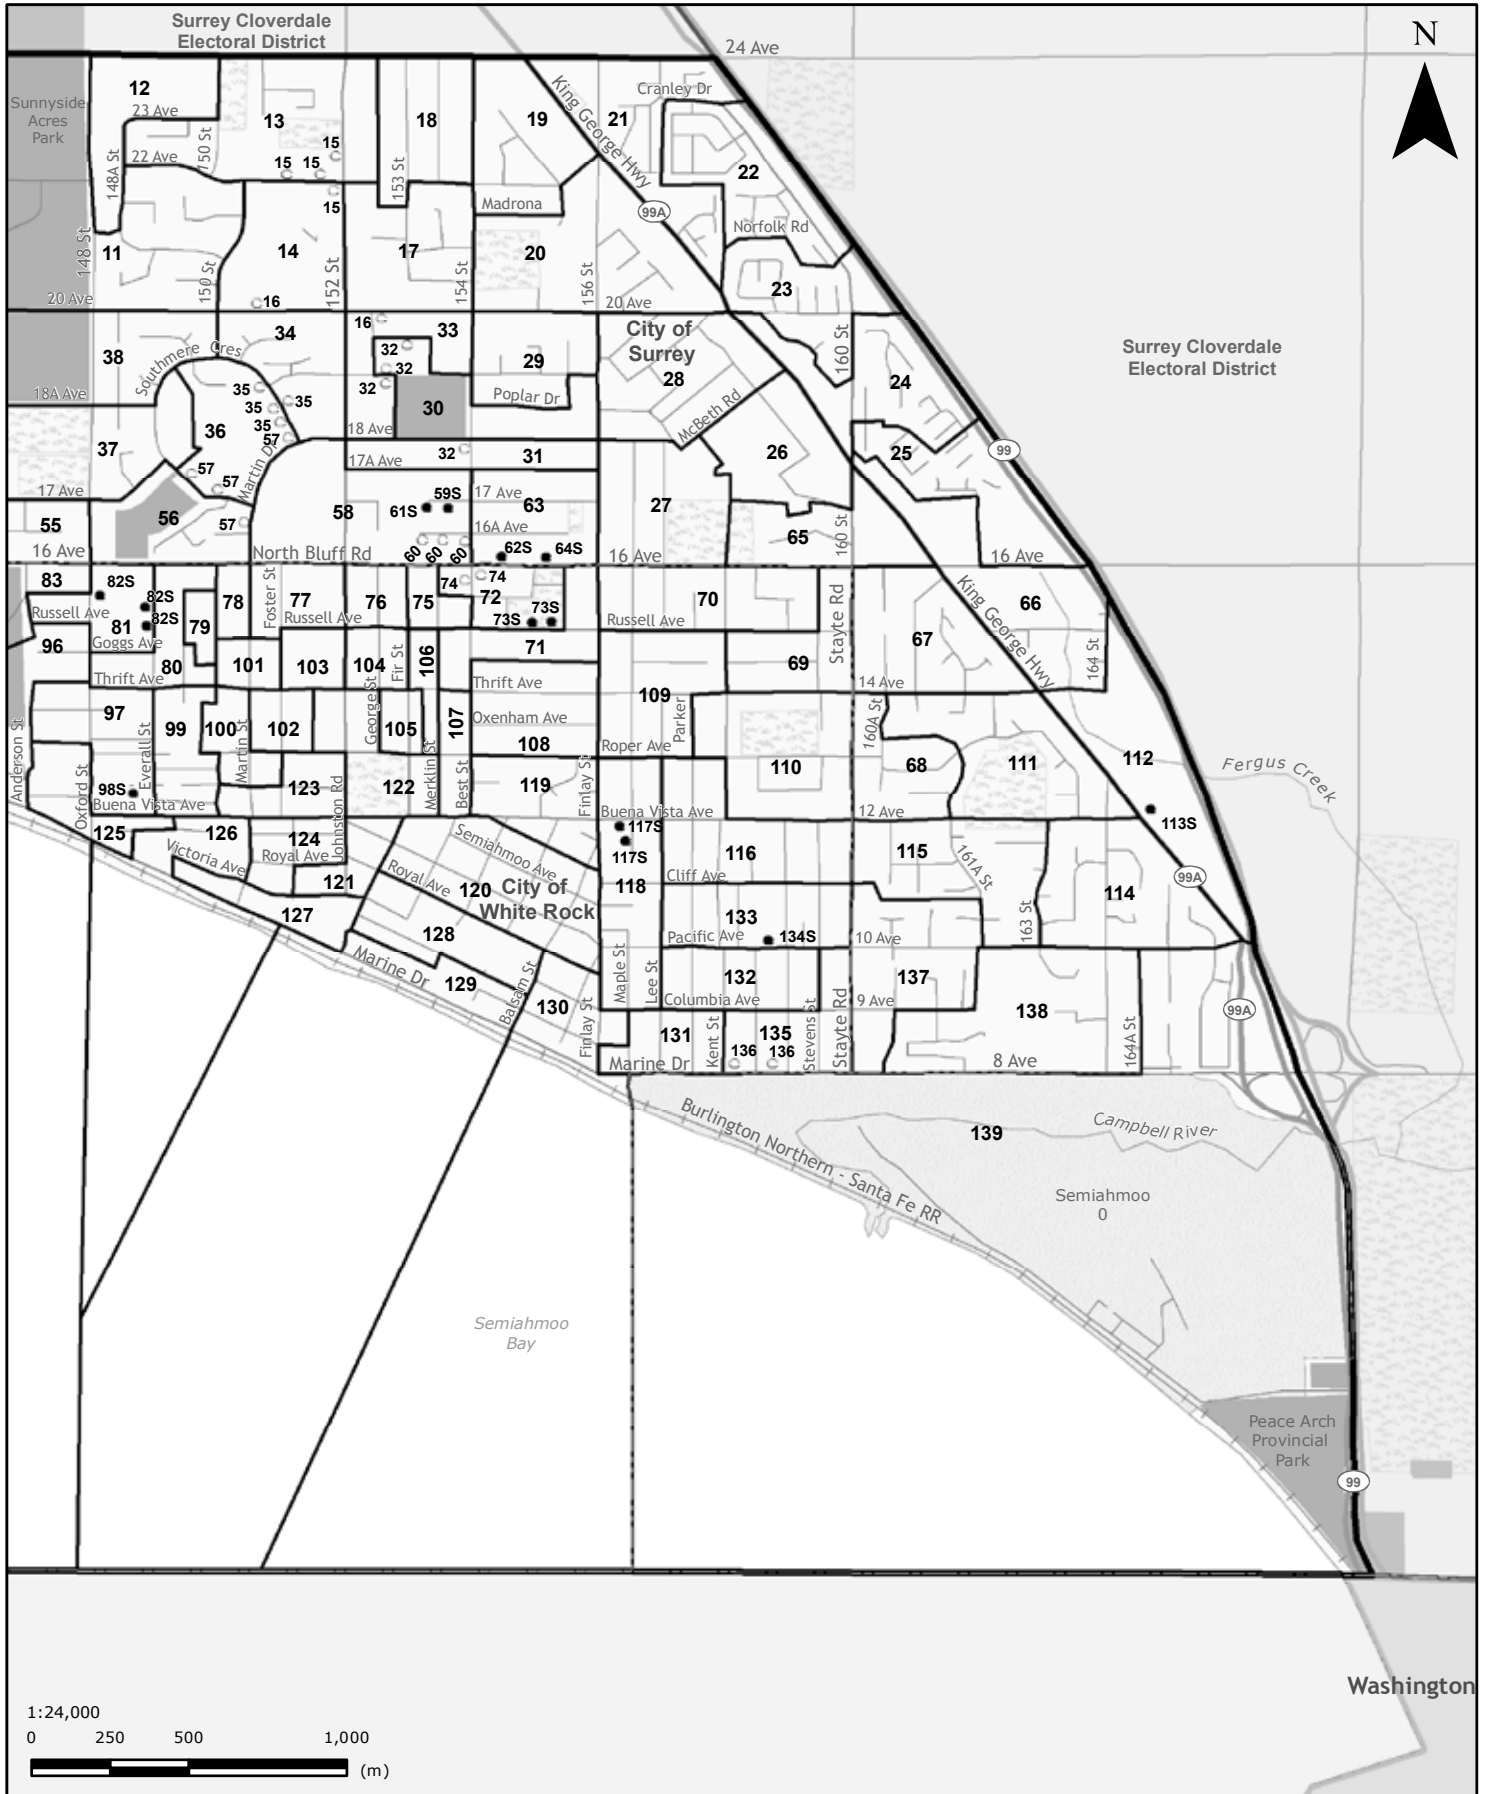 Surrey Cloverdale
Electoral District
N
24 Ave
12
Cranley Dr
Sunnyside
Acres
Park
23 Ave
13
18
19
King George Hwy
21
150 St
15
22 Ave
15
15
148A St
153 St
22
15
Madrona
99A
Norfolk Rd
148 St
11
14
17
20
150 St
152 St
154 St
156 St
23
20 Ave
16
20 Ave
16
33
City of
Surrey
34
160 St
Surrey Cloverdale
Electoral District
38
Southmere Cres
32
32
29
28
24
18A Ave
35
35
35
35
32
Poplar Dr
30
McBeth Rd
36
57
18 Ave
37
Martin Dr
17A Ave
32
31
26
25
99
57
57
17 Ave
59S
17 Ave
63
27
55
56
57
58
61S
16A Ave
65
160 St
16 Ave
North Bluff Rd
60
60
60
62S
64S
16 Ave
16 Ave
83
82S
74
74
King George Hwy
82S
78
Foster St
77
76
75
72
70
66
Russell Ave
82S
Russell Ave
73S
73S
Russell Ave
Stayte Rd
81
79
Goggs Ave
67
96
80
101
103
104
Fir St
106
71
69
164 St
Thrift Ave
Thrift Ave
14 Ave
109
97
99
100
102
George St
105
107
Oxenham Ave
Parker
160A St
Everall St
Martin St
108
Roper Ave
112
Anderson St
Merklin St
68
111
Fergus Creek
98S
Oxford St
123
122
Best St
119
Finlay St
110
Buena Vista Ave
Johnston Rd
Buena Vista Ave
12 Ave
113S
125
126
124
Semiahmoo Ave
117S
117S
116
115
161A St
Victoria Ave
Royal Ave
121
Royal Ave
120
City of
White Rock
118
Cliff Ave
99A
114
127
133
163 St
128
Pacific Ave
134S
10 Ave
Marine Dr
129
Balsam St
Maple St
Lee St
132
137
130
Columbia Ave
9 Ave
138
99A
Finlay St
131
Kent St
135
Stevens St
Stayte Rd
164A St
136
136
Marine Dr
8 Ave
Burlington Northern - Santa Fe RR
139
Campbell River
Semiahmoo
0
Semiahmoo
Bay
Peace Arch
Provincial
Park
99
Washington
1:24,000
0 250 500 1,000
(m)